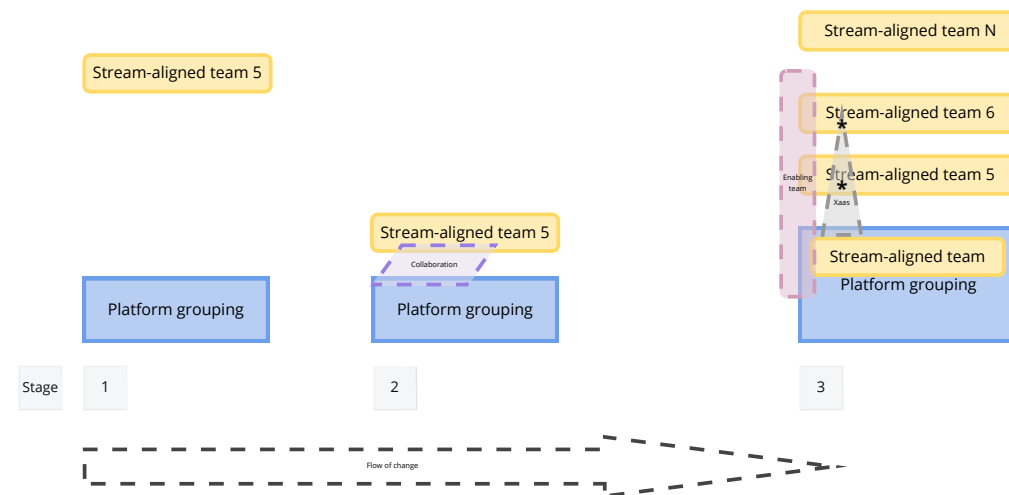 Stream-aligned team N
Stream-aligned team 5
Stream-aligned team 6
*
Enabling
team
Stream-aligned team 5
*
Xaas
Stream-aligned team 5
Collaboration
Stream-aligned team
Platform grouping
Platform grouping
Platform grouping
Stage
1
2
3
Flow of change